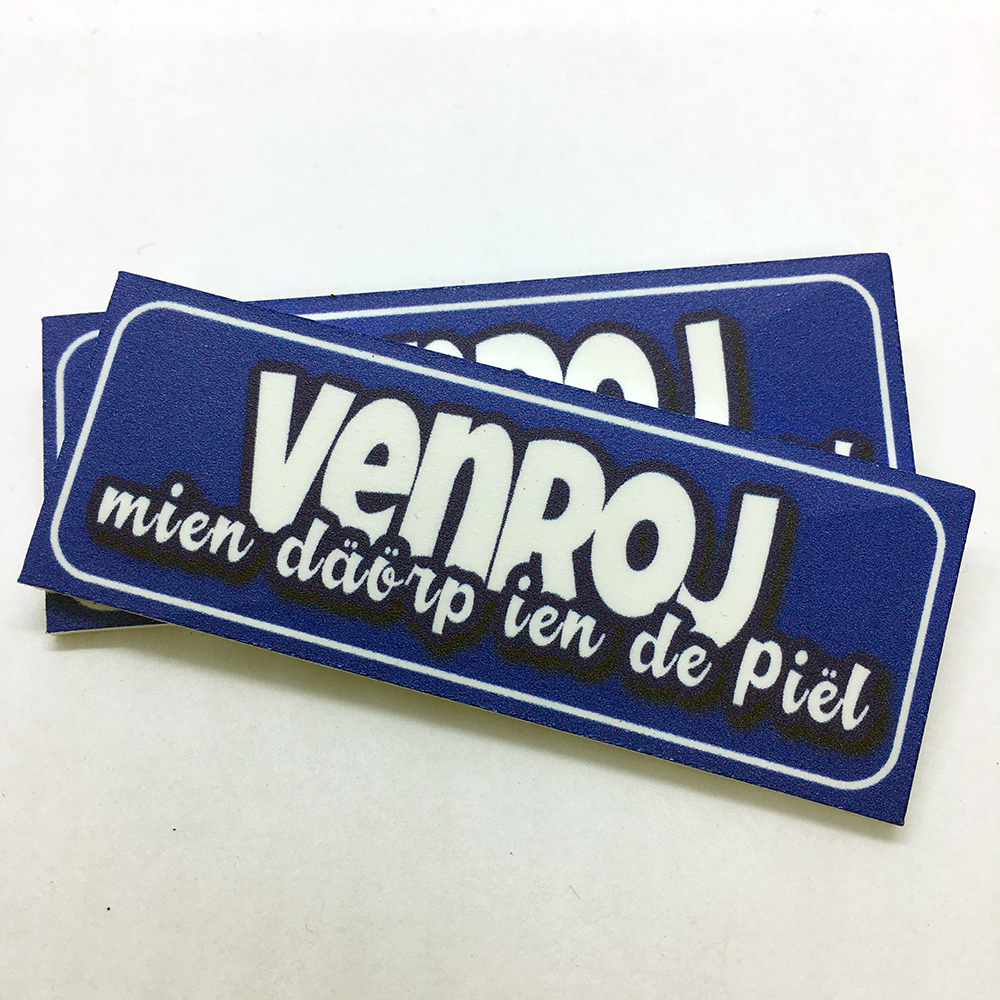 VenRoJ
mien däörp ien de Piël